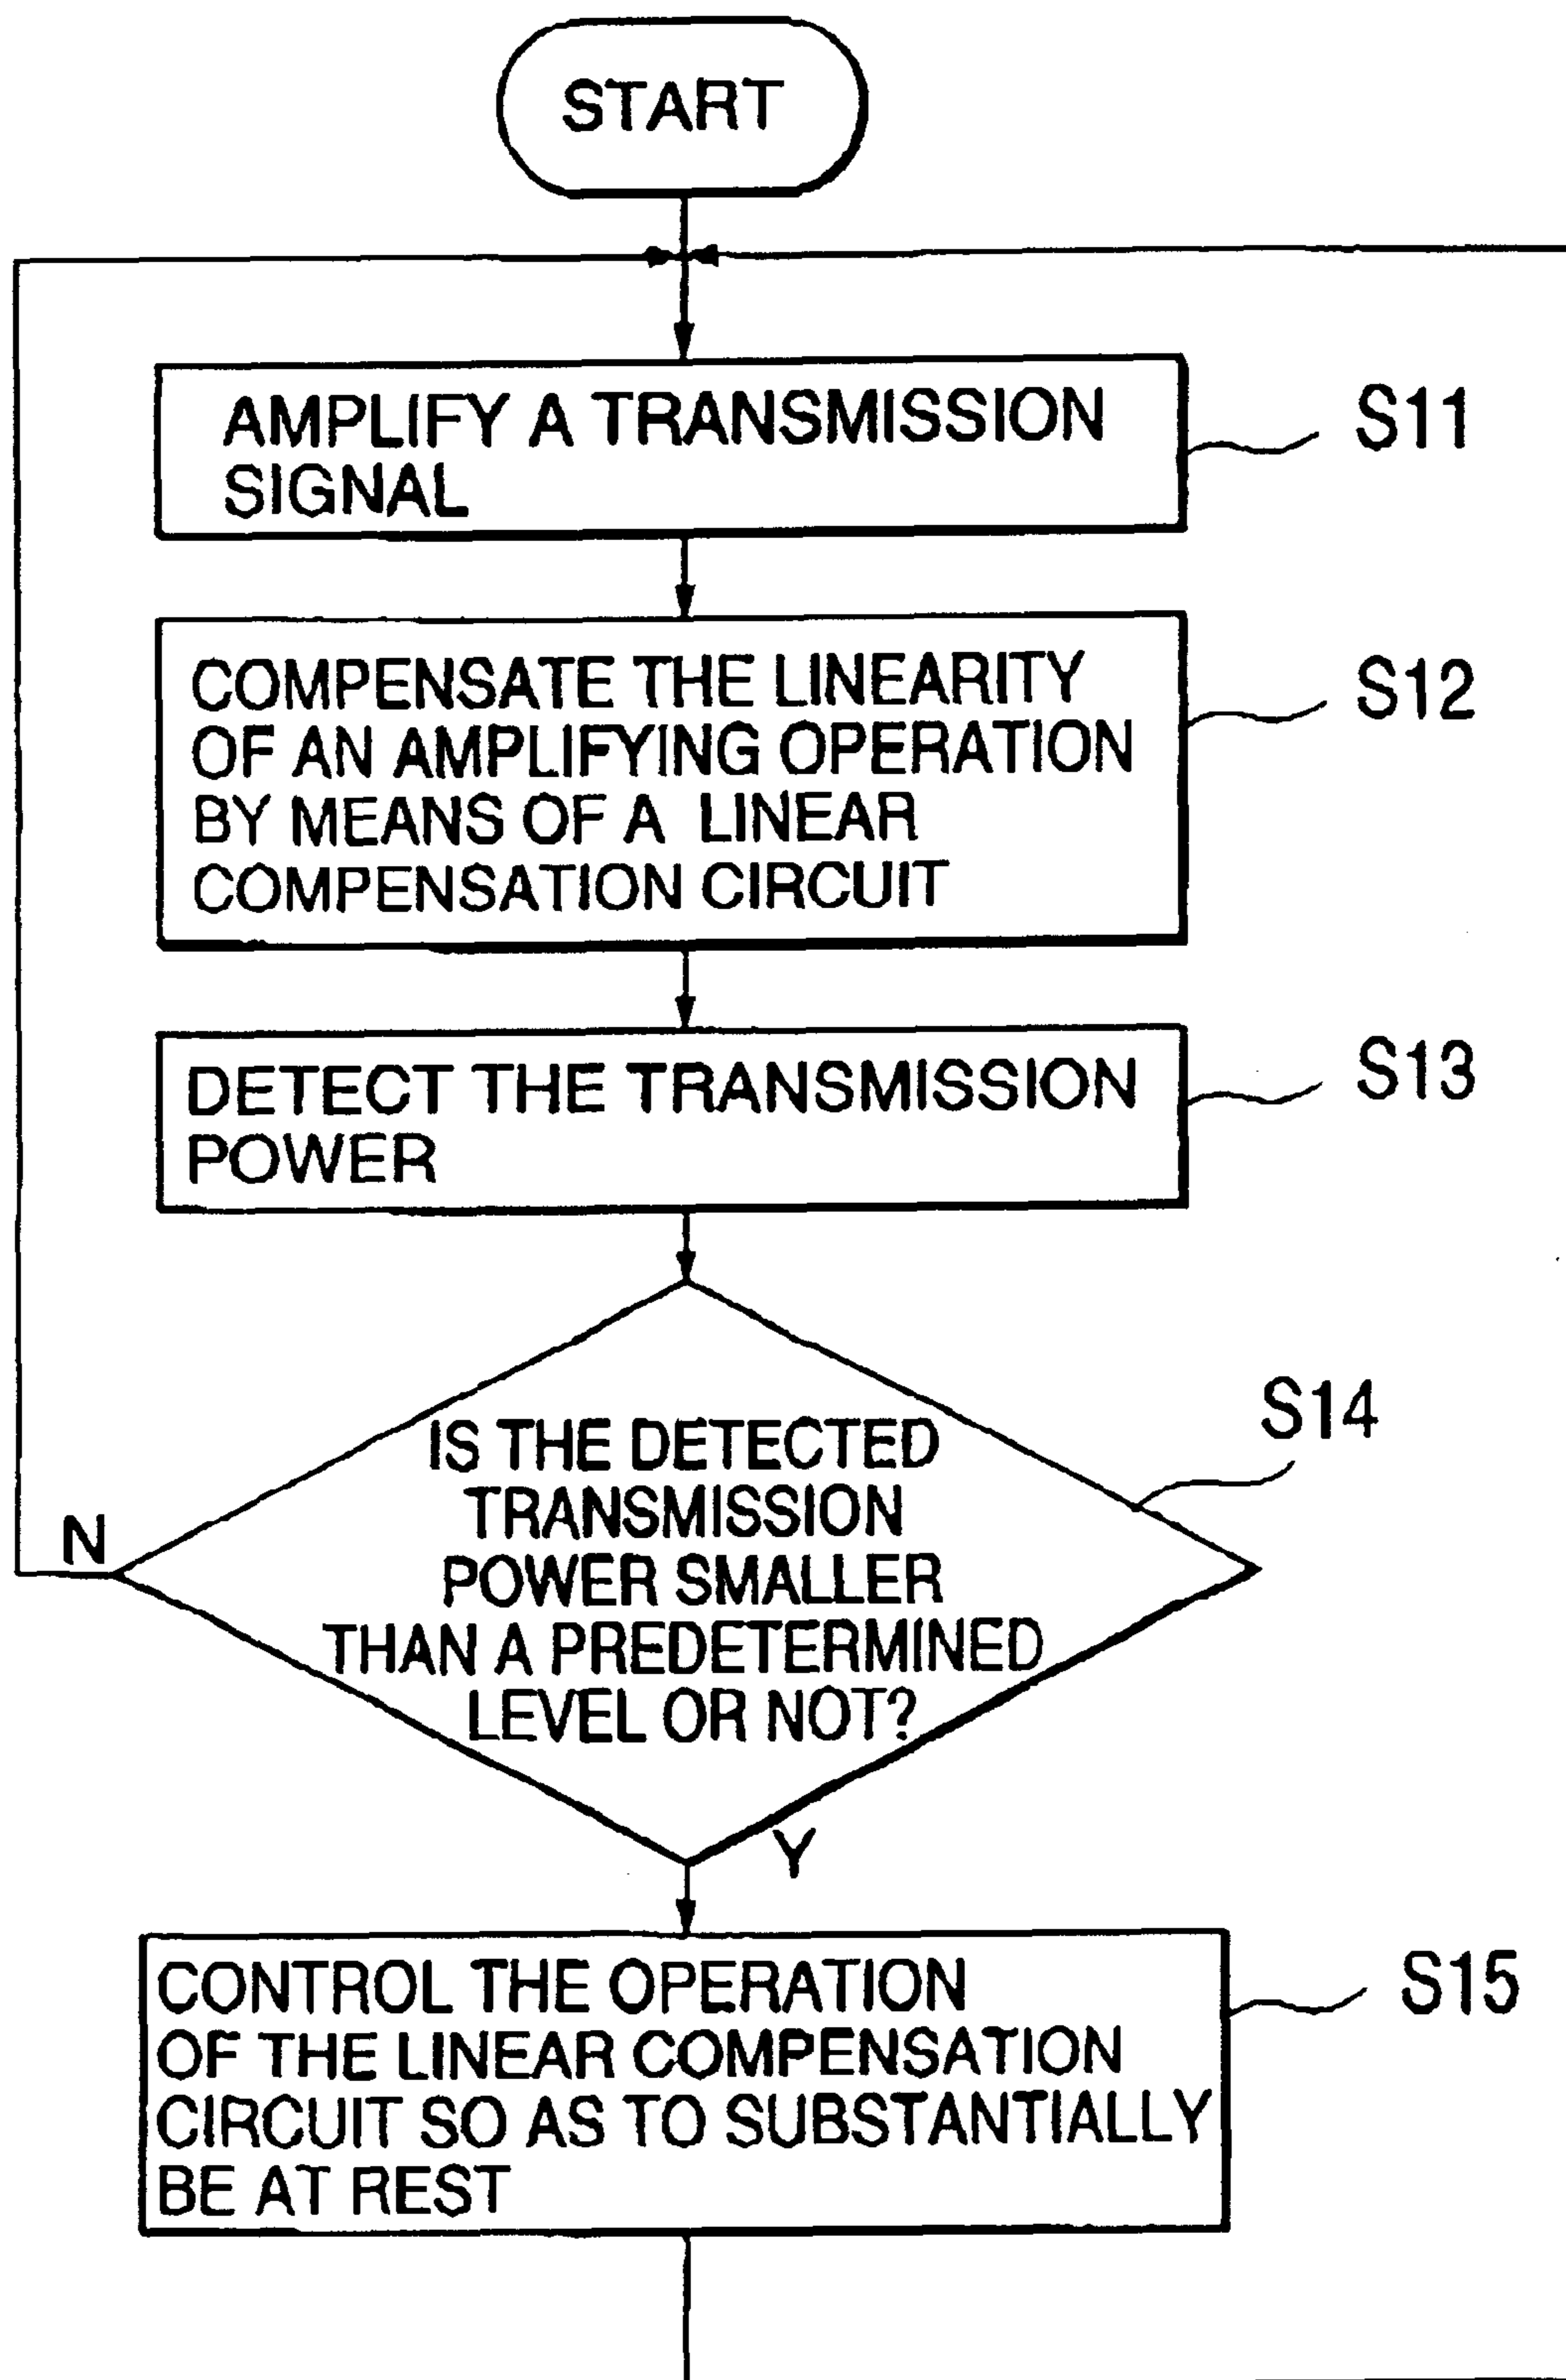 START
AMPLIFY A TRANSMISSION
SIGNAL
S11
COMPENSATE THE LINEARITY
OF AN AMPLIFYING OPERATION
BY MEANS OF A LINEAR
COMPENSATION CIRCUIT
S12
DETECT THE TRANSMISSION
POWER
S13
IS THE DETECTED
TRANSMISSION
POWER SMALLER
THAN A PREDETERMINED
LEVEL OR NOT?
S14
N
Y
CONTROL THE OPERATION
OF THE LINEAR COMPENSATION
CIRCUIT SO AS TO SUBSTANTIALLY
BE AT REST
S15